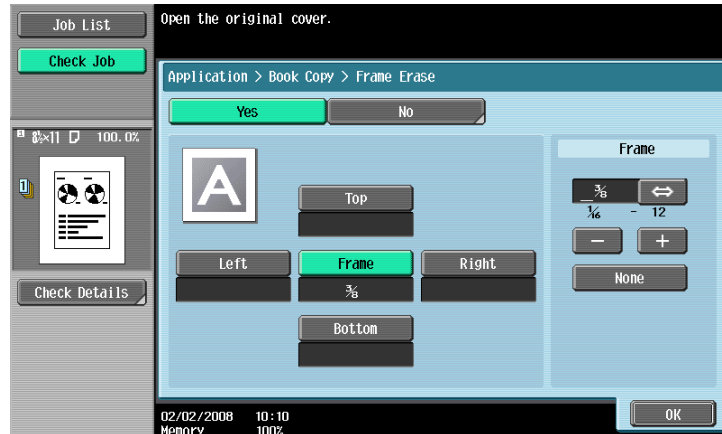 Job List
Open the original cover.
Check Job
Application > Book Copy > Frame Erase
Yes
No
8½×11 100.0%
1
A
Top
Left
Frame
Right
⅜
Bottom
Frame
⅜
1/16 - 12
−
+
None
Check Details
02/02/2008 10:10
Memory 100%
OK